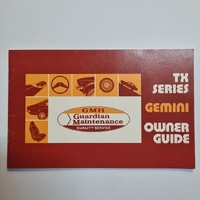 TX
SERIES
GEMINI
OWNER
GUIDE
GMH
Guardian
Maintenance
QUALITY SERVICE